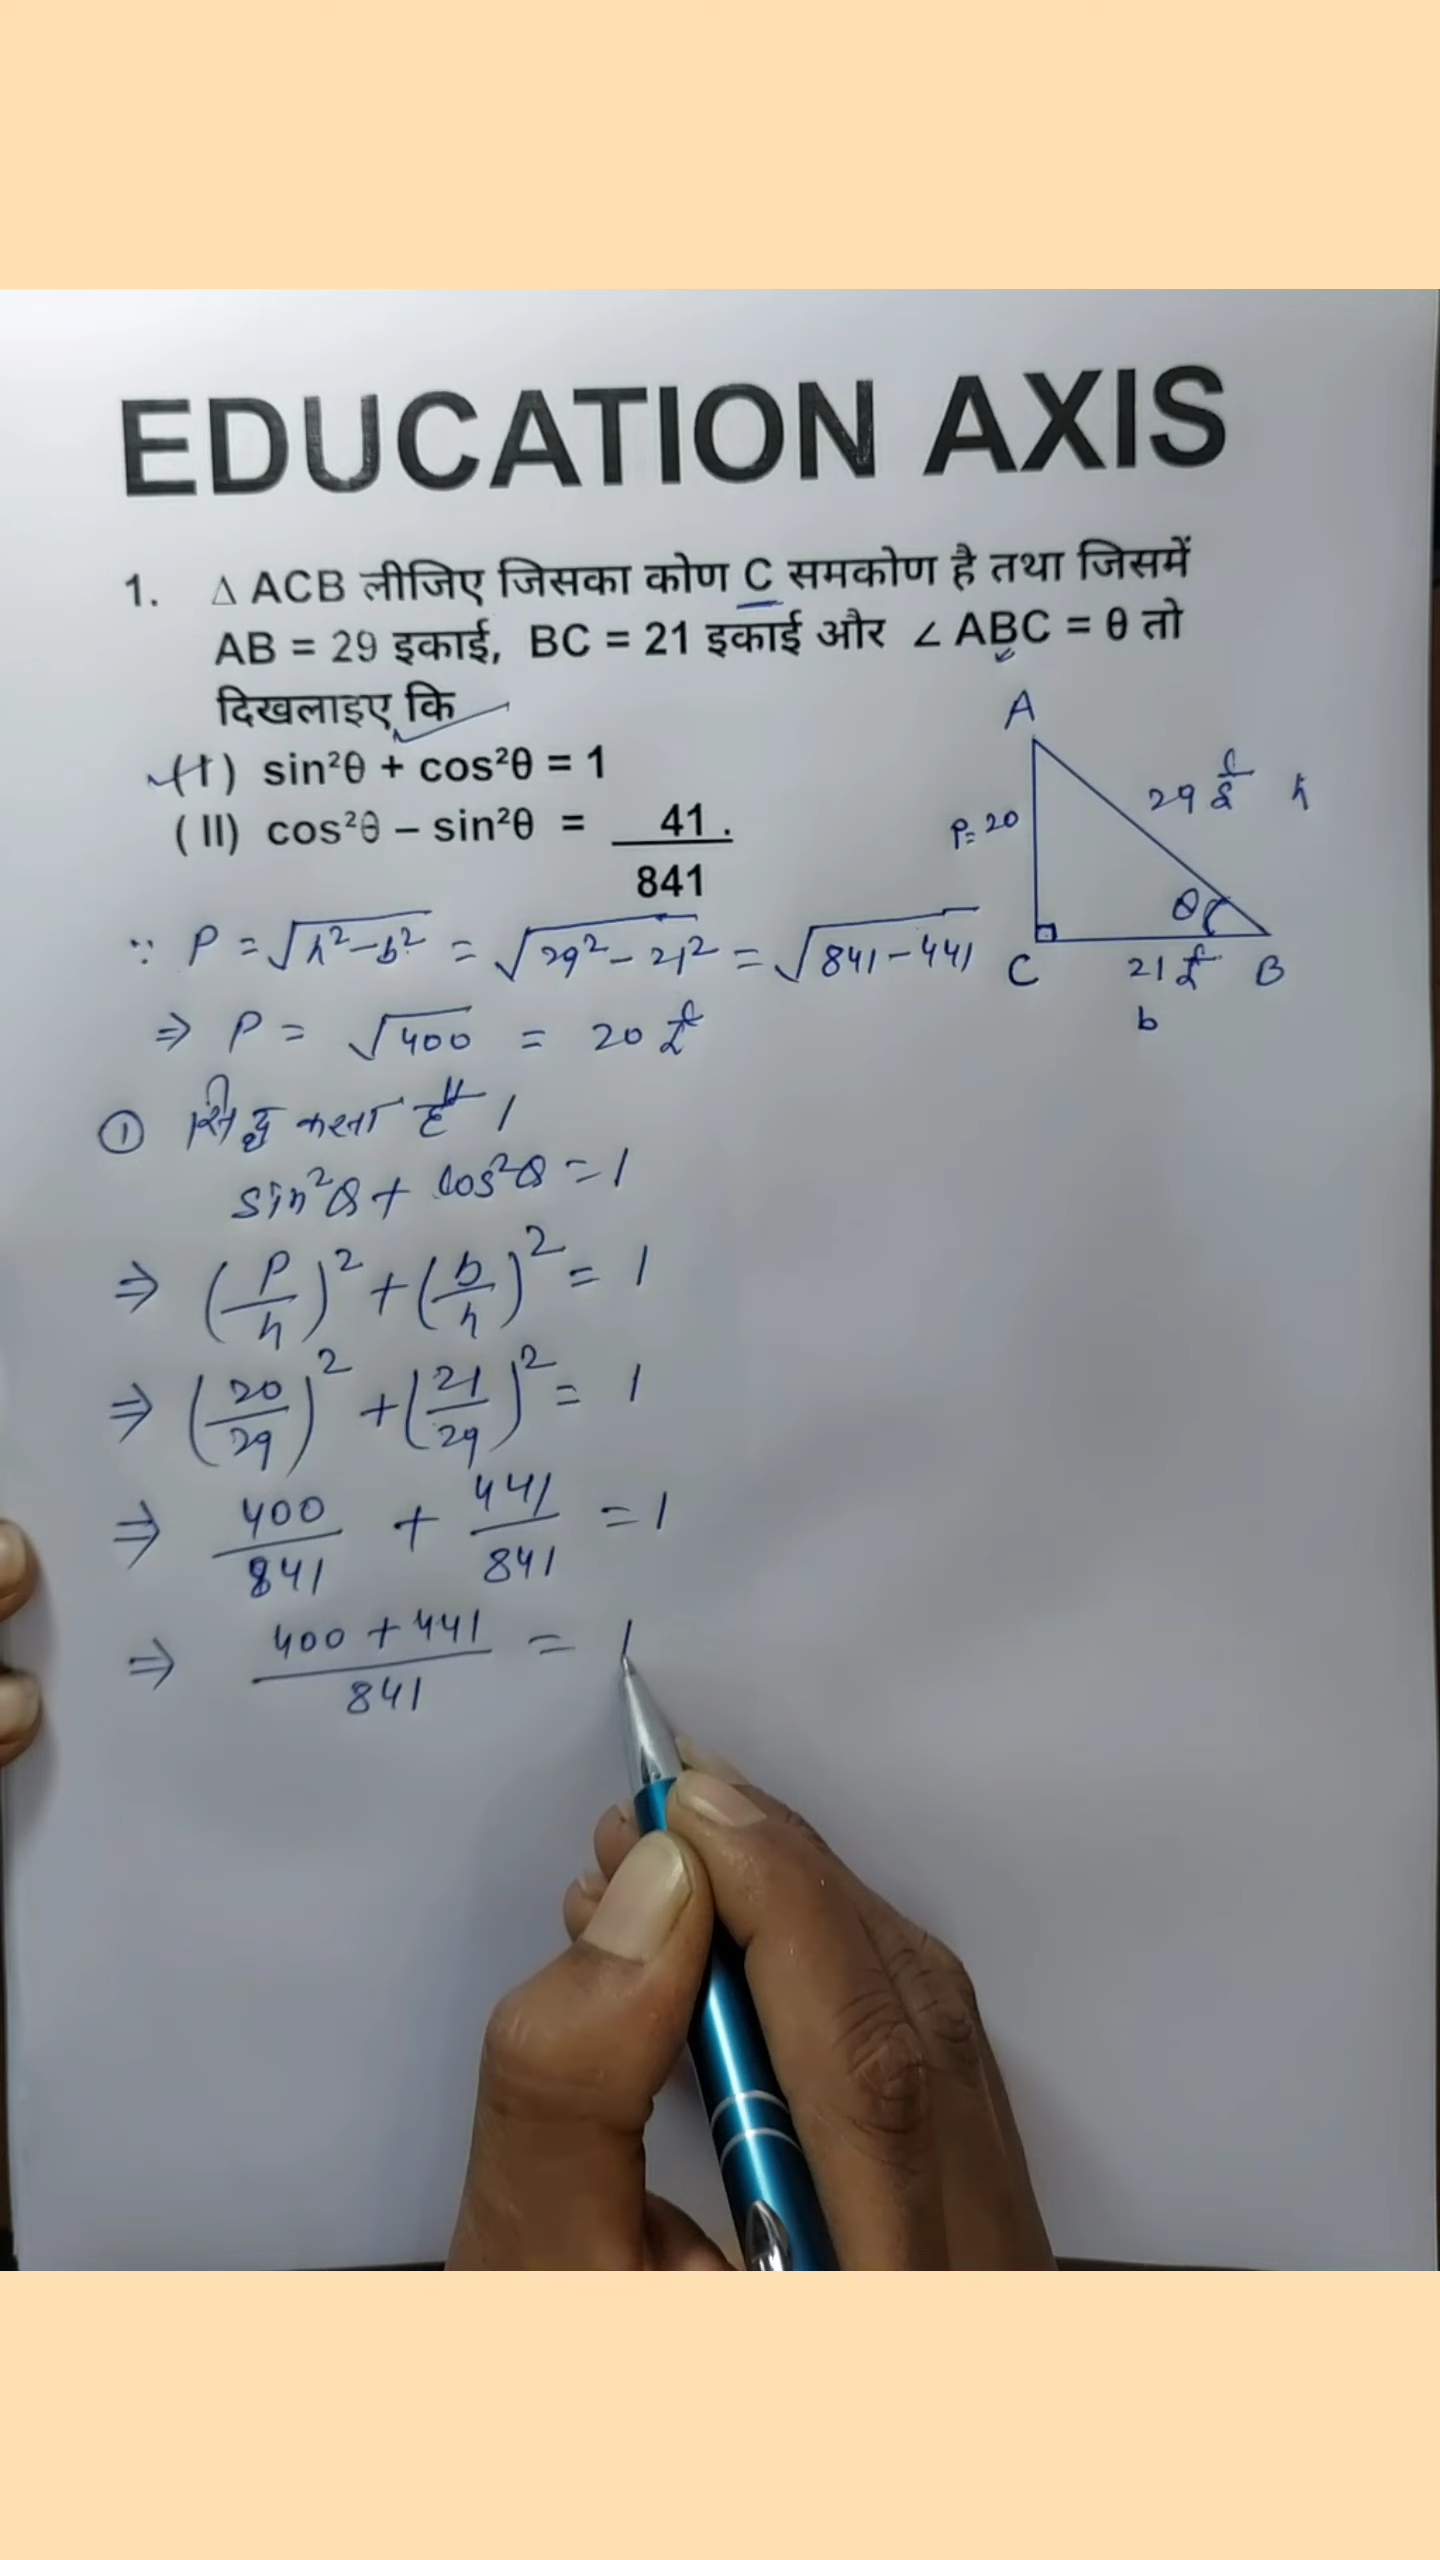 EDUCATION AXIS
1. Δ ACB लीजिए जिसका कोण C समकोण है तथा जिसमें
AB = 29 इकाई, BC = 21 इकाई और ∠ ABC = θ तो
दिखलाइए कि
(I) sin²θ + cos²θ = 1
(II) cos²θ – sin²θ = 41/841
A
29 ई h
P=20
θ
C 21 ई B
b
∵ P = √(h²-b²) = √(29²-21²) = √(841-441)
⇒ P = √400 = 20 ई
① सिद्ध करना है।
sin²θ + cos²θ = 1
⇒ (P/h)² + (b/h)² = 1
⇒ (20/29)² + (21/29)² = 1
⇒ 400/841 + 441/841 = 1
⇒ (400 + 441)/841 = 1